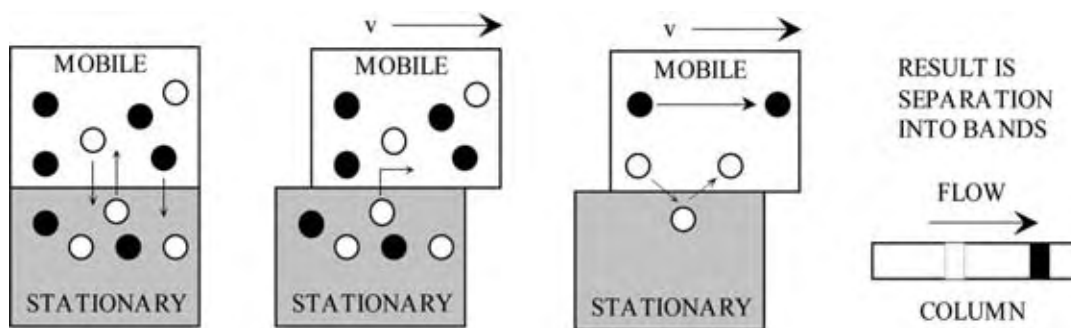 MOBILE
STATIONARY
v
MOBILE
STATIONARY
v
MOBILE
STATIONARY
RESULT IS
SEPARATION
INTO BANDS
FLOW
COLUMN